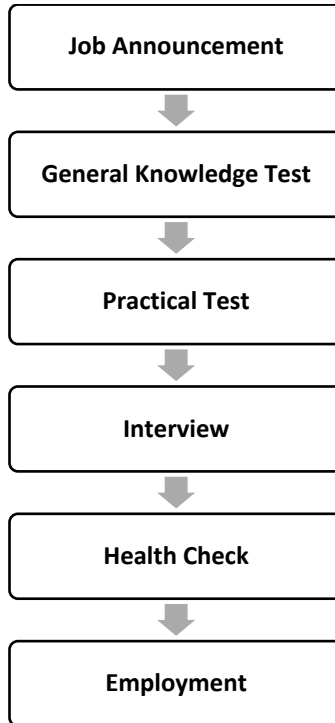 Job Announcement
General Knowledge Test
Practical Test
Interview
Health Check
Employment